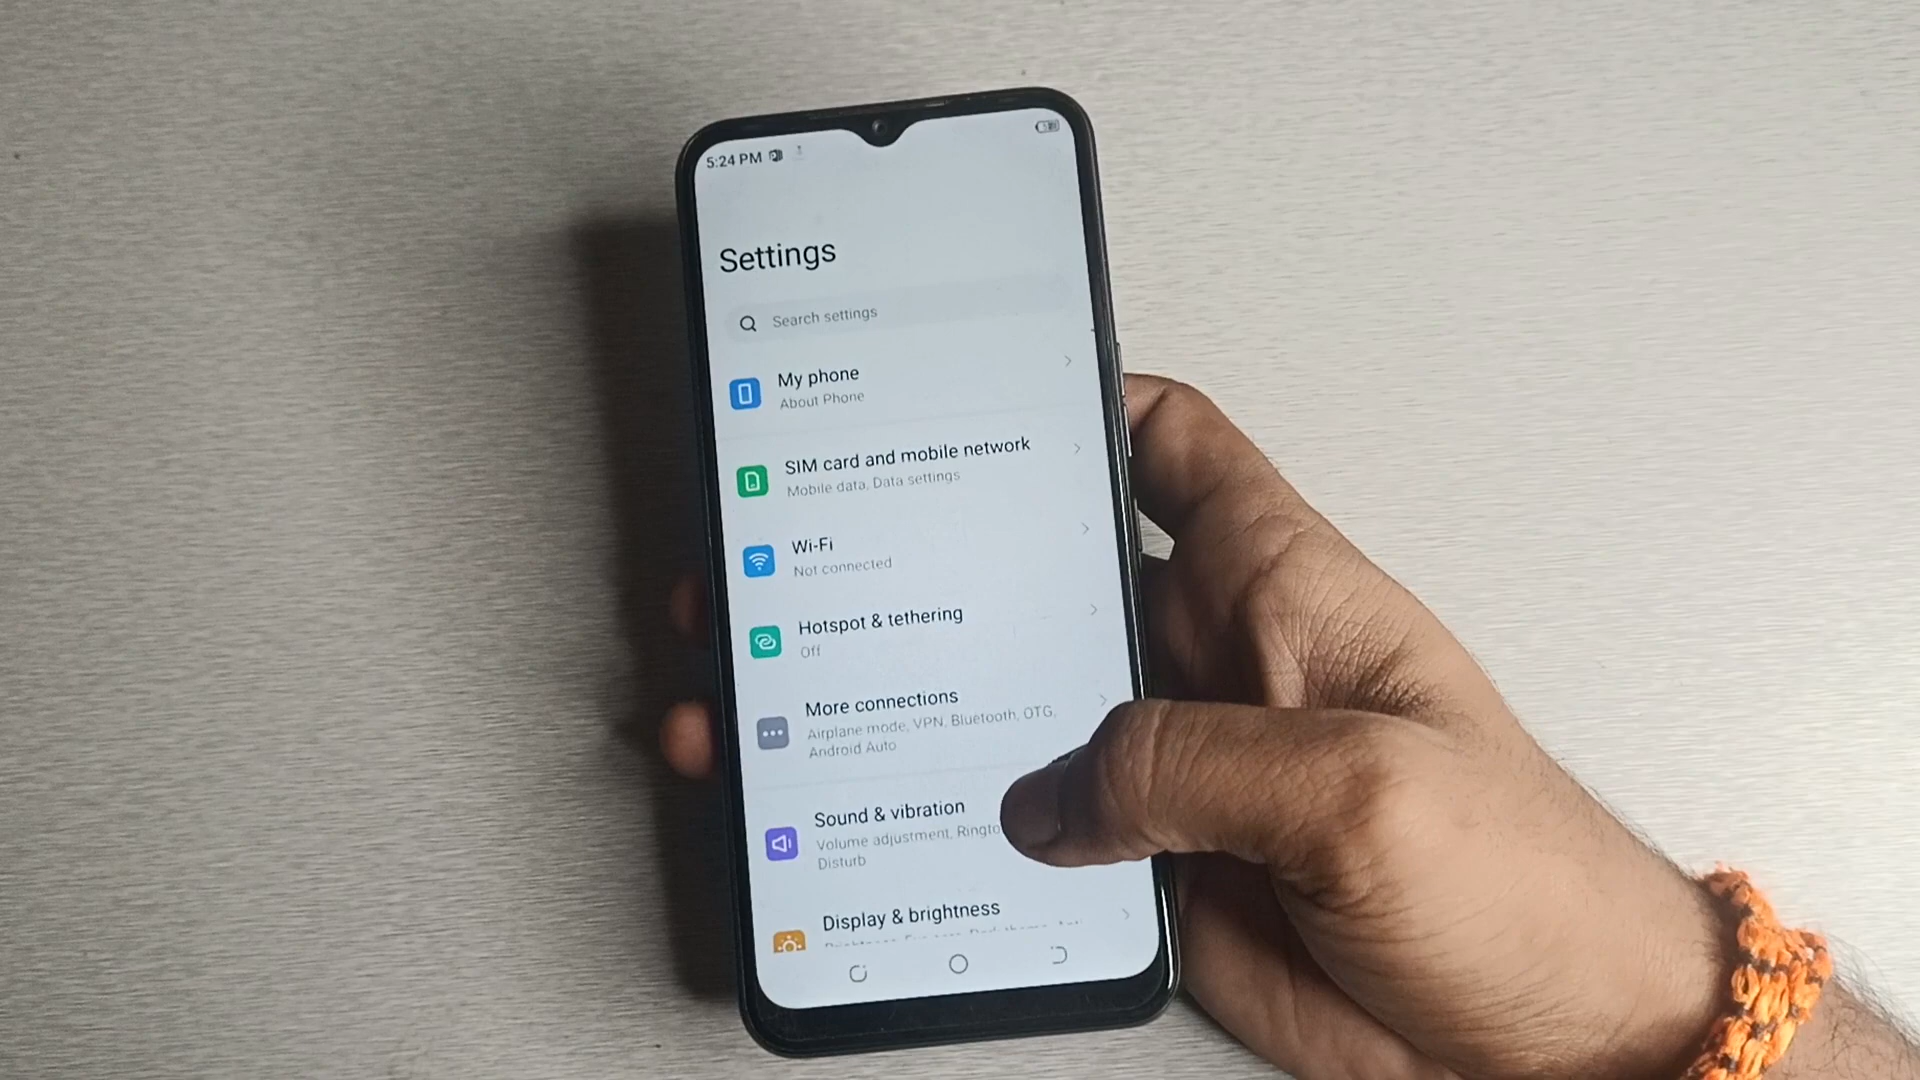 5:24 PM
Settings
Search settings
My phone
About Phone
SIM card and mobile network
Mobile data, Data settings
Wi-Fi
Not connected
Hotspot & tethering
Off
More connections
Airplane mode, VPN, Bluetooth, OTG,
Android Auto
Sound & vibration
Volume adjustment,
Disturb
Display & brightness